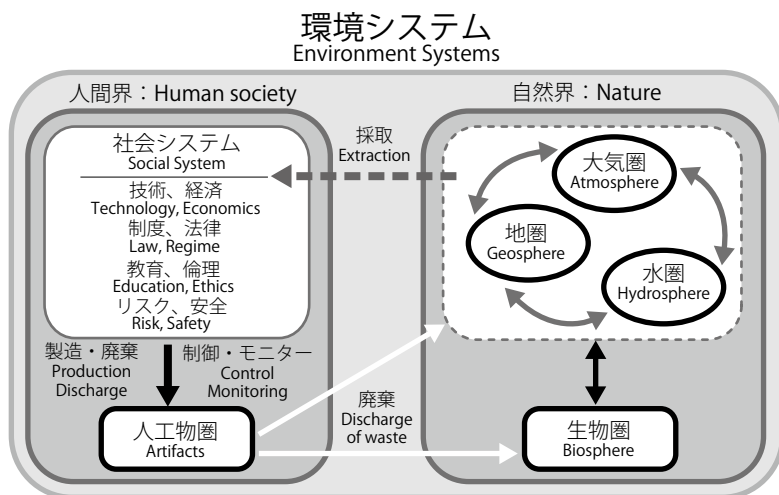 環境システム
Environment Systems
人間界：Human society
社会システム
Social System
技術、経済
Technology, Economics
制度、法律
Law, Regime
教育、倫理
Education, Ethics
リスク、安全
Risk, Safety
製造・廃棄
Production
Discharge
制御・モニター
Control
Monitoring
人工物圏
Artifacts
採取
Extraction
廃棄
Discharge
of waste
自然界：Nature
大気圏
Atmosphere
地圏
Geosphere
水圏
Hydrosphere
生物圏
Biosphere